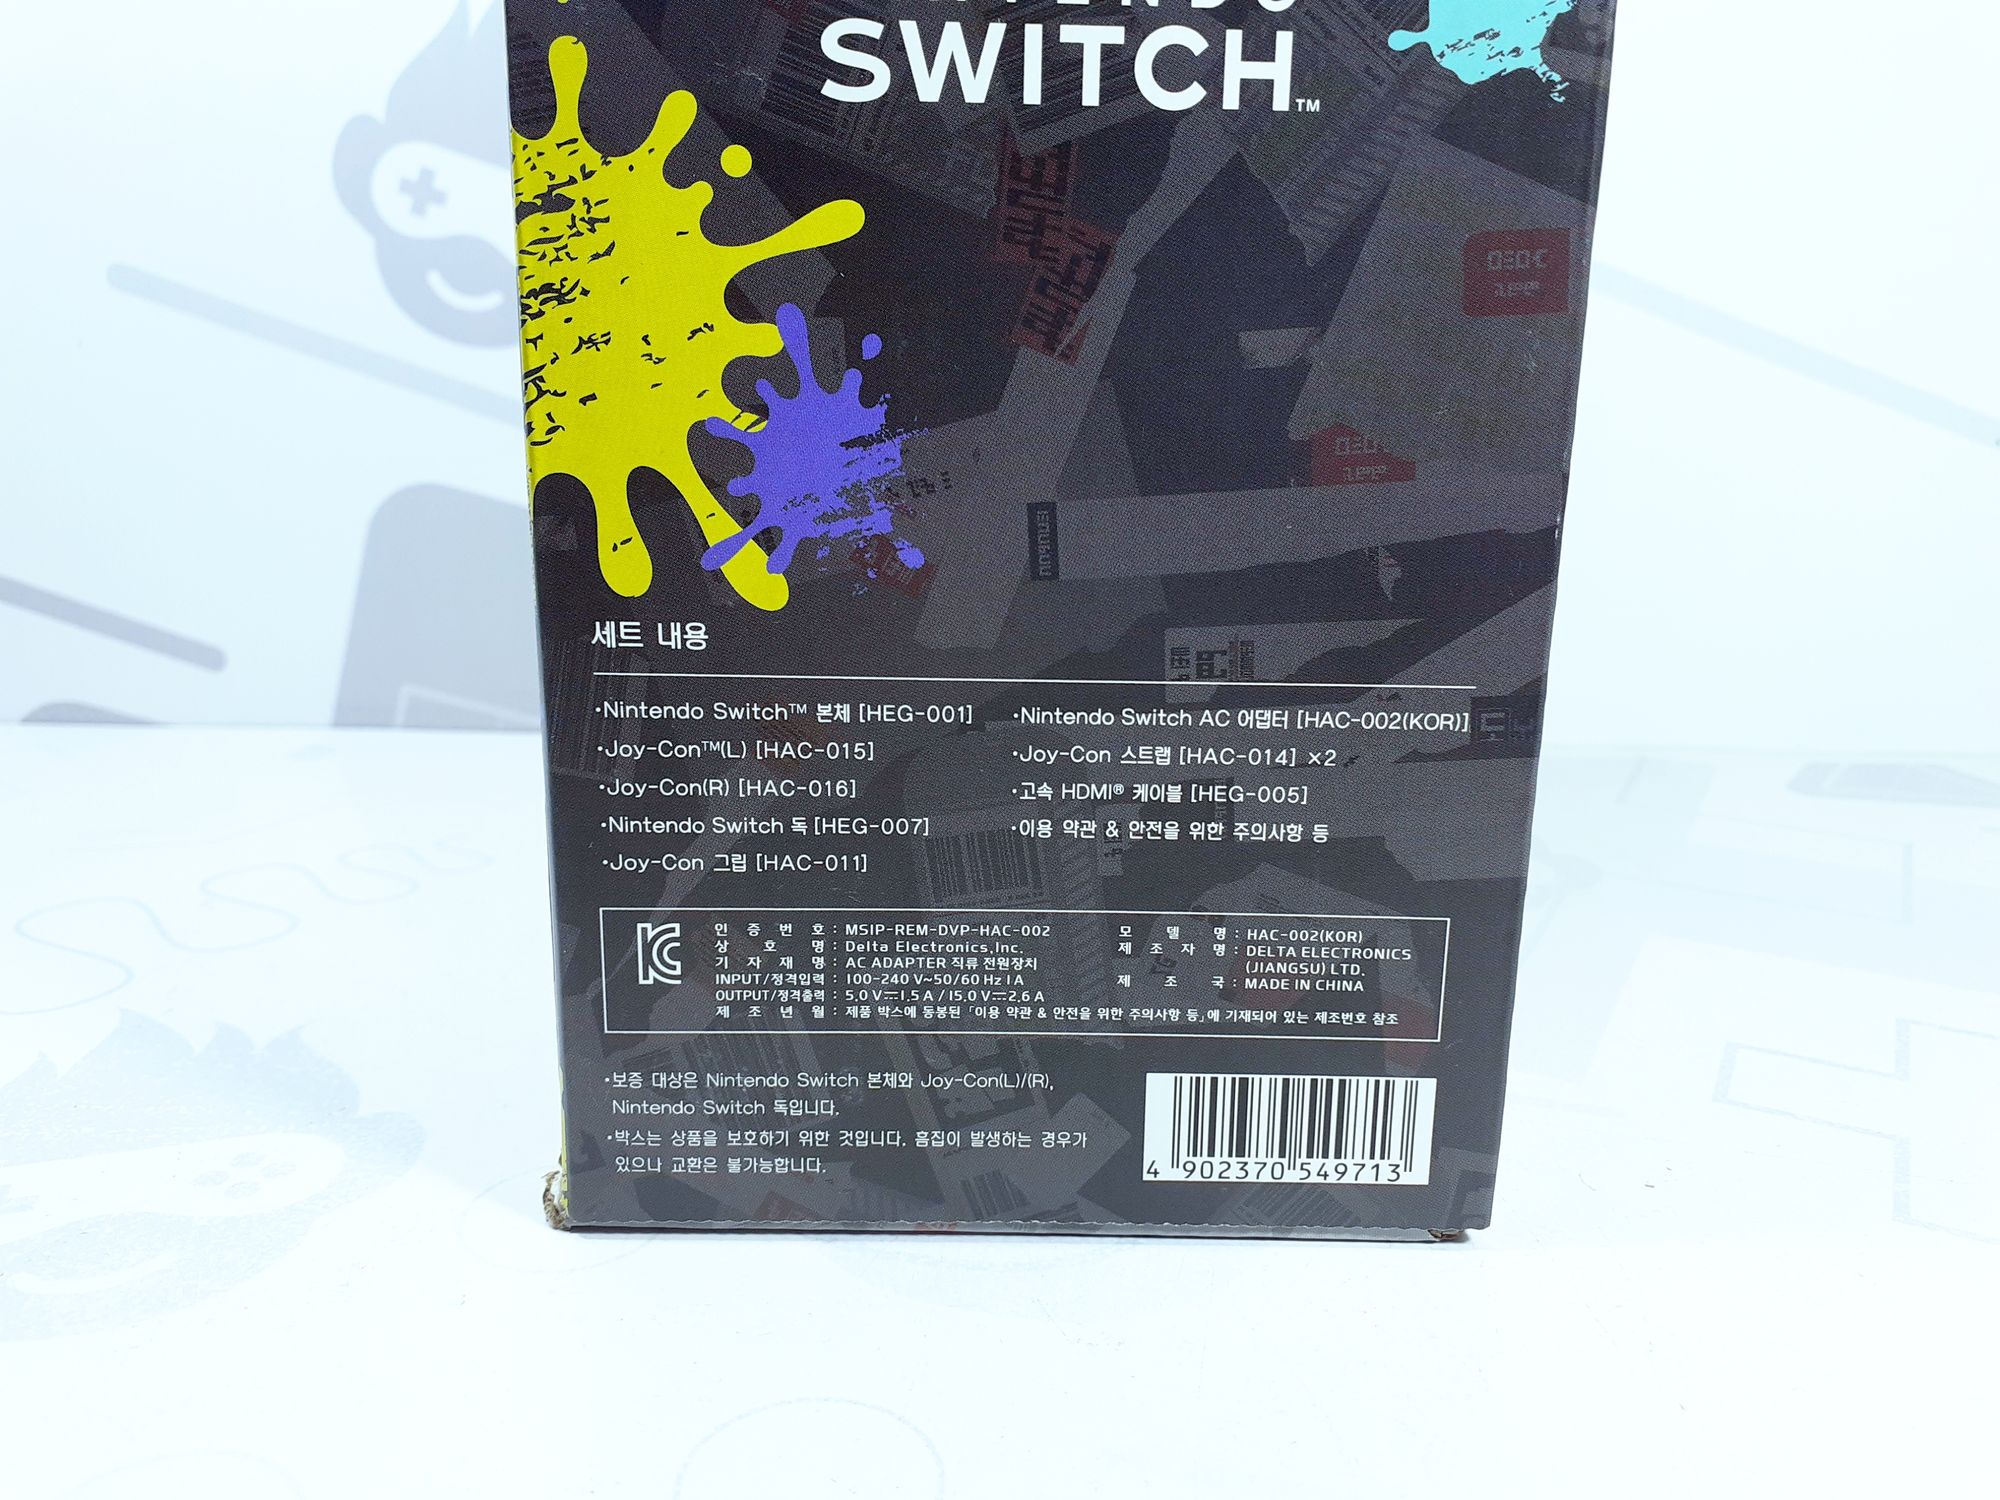 SWITCH™
세트 내용
•Nintendo Switch™ 본체 [HEG-001]
•Joy-Con™(L) [HAC-015]
•Joy-Con(R) [HAC-016]
•Nintendo Switch 독 [HEG-007]
•Joy-Con 그립 [HAC-011]
•Nintendo Switch AC 어댑터 [HAC-002(KOR)]
•Joy-Con 스트랩 [HAC-014] ×2
•고속 HDMI® 케이블 [HEG-005]
•이용 약관 & 안전을 위한 주의사항 등
인 증 번 호 : MSIP-REM-DVP-HAC-002
상 호 명 : Delta Electronics,Inc.
기 자 재 명 : AC ADAPTER 직류 전원장치
INPUT/정격입력 : 100-240 V~50/60 Hz 1 A
OUTPUT/정격출력 : 5.0 V⎓1.5 A / 15.0 V⎓2.6 A
제 조 년 월 : 제품 박스에 동봉된 「이용 약관 & 안전을 위한 주의사항 등」에 기재되어 있는 제조번호 참조
모 델 명 : HAC-002(KOR)
제 조 자 명 : DELTA ELECTRONICS
(JIANGSU) LTD.
제 조 국 : MADE IN CHINA
•보증 대상은 Nintendo Switch 본체와 Joy-Con(L)/(R),
Nintendo Switch 독입니다.
•박스는 상품을 보호하기 위한 것입니다. 흠집이 발생하는 경우가
있으나 교환은 불가능합니다.
4 902370 549713